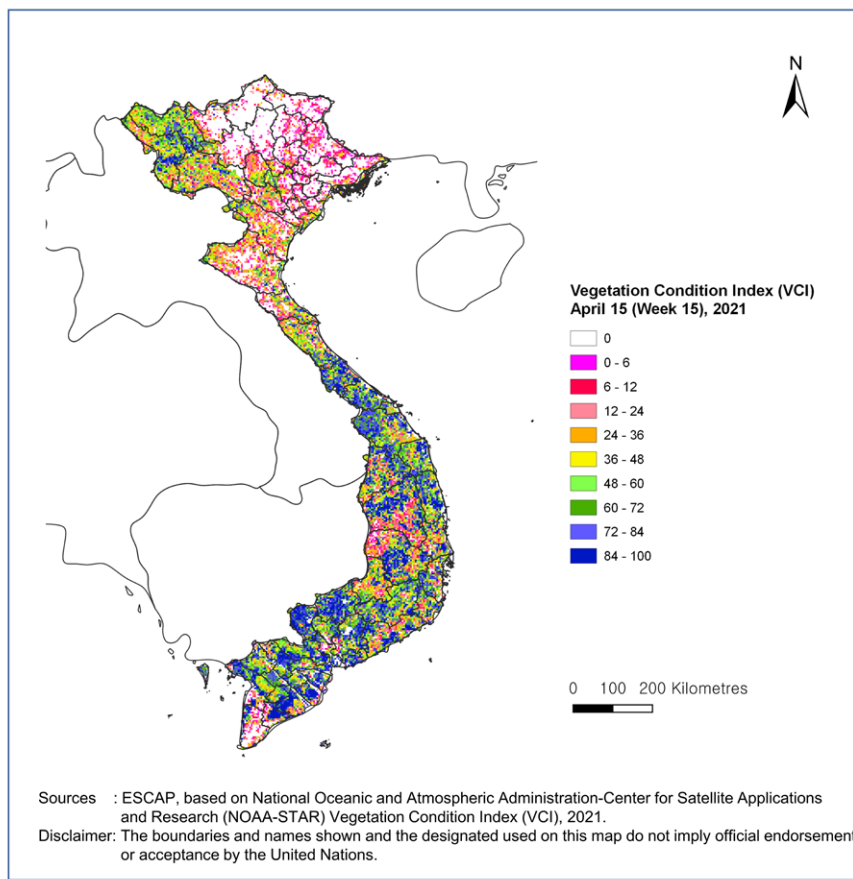 N
Vegetation Condition Index (VCI)
April 15 (Week 15), 2021
0
0 - 6
6 - 12
12 - 24
24 - 36
36 - 48
48 - 60
60 - 72
72 - 84
84 - 100
0 100 200 Kilometres
Sources : ESCAP, based on National Oceanic and Atmospheric Administration-Center for Satellite Applications
and Research (NOAA-STAR) Vegetation Condition Index (VCI), 2021.
Disclaimer: The boundaries and names shown and the designated used on this map do not imply official endorsement
or acceptance by the United Nations.